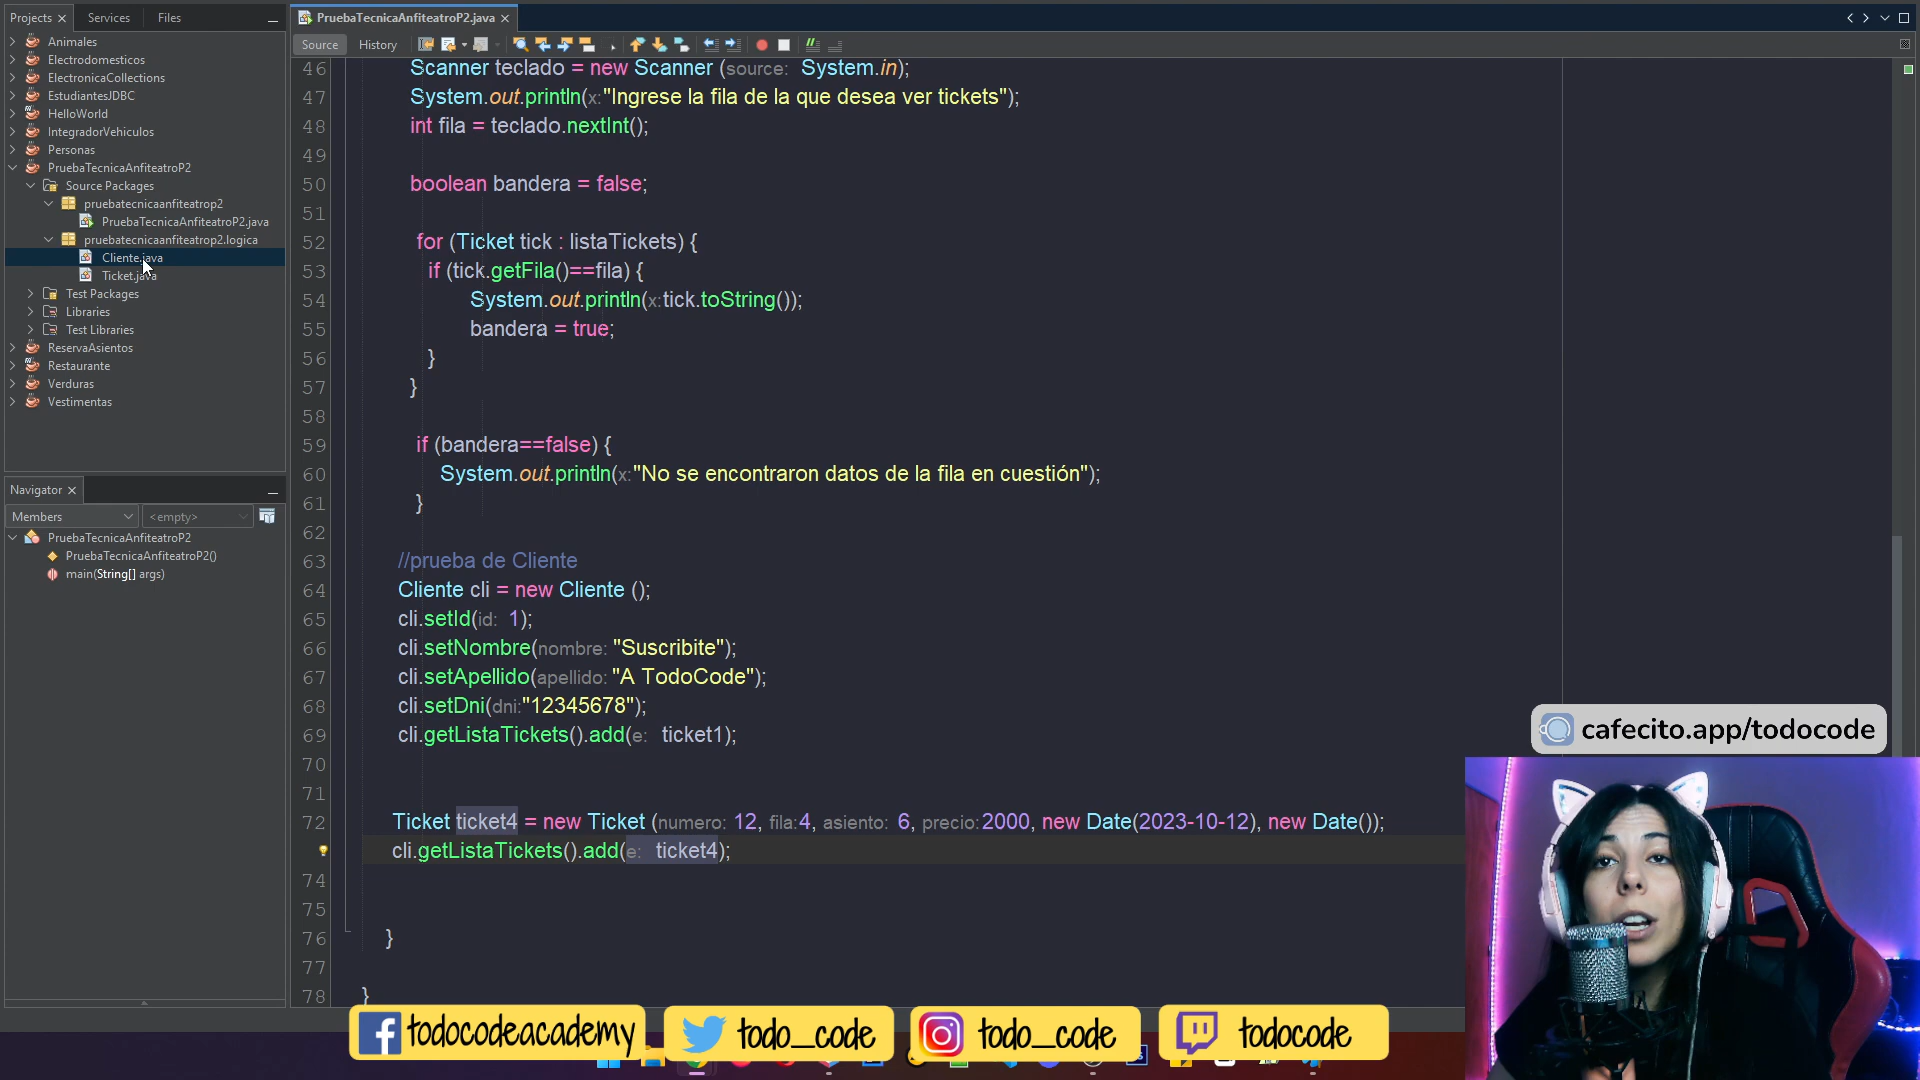 Projects Services Files
Animales
Electrodomesticos
ElectronicaCollections
EstudiantesJDBC
HelloWorld
IntegradorVehiculos
Personas
PruebaTecnicaAnfiteatroP2
Source Packages
pruebatecnicaanfiteatrop2
PruebaTecnicaAnfiteatroP2.java
pruebatecnicaanfiteatrop2.logica
Cliente.java
Ticket.java
Test Packages
Libraries
Test Libraries
ReservaAsientos
Restaurante
Verduras
Vestimentas
Navigator
Members <empty>
PruebaTecnicaAnfiteatroP2
PruebaTecnicaAnfiteatroP2()
main(String[] args)
PruebaTecnicaAnfiteatroP2.java
Source History
46 Scanner teclado = new Scanner (source: System.in);
47 System.out.println(x:"Ingrese la fila de la que desea ver tickets");
48 int fila = teclado.nextInt();
49
50 boolean bandera = false;
51
52 for (Ticket tick : listaTickets) {
53 if (tick.getFila()==fila) {
54 System.out.println(x:tick.toString());
55 bandera = true;
56 }
57 }
58
59 if (bandera==false) {
60 System.out.println(x:"No se encontraron datos de la fila en cuestión");
61 }
62
63 //prueba de Cliente
64 Cliente cli = new Cliente ();
65 cli.setId(id: 1);
66 cli.setNombre(nombre: "Suscribite");
67 cli.setApellido(apellido: "A TodoCode");
68 cli.setDni(dni:"12345678");
69 cli.getListaTickets().add(e: ticket1);
70
71
72 Ticket ticket4 = new Ticket (numero: 12, fila:4, asiento: 6, precio:2000, new Date(2023-10-12), new Date());
cli.getListaTickets().add(e: ticket4);
74
75
76 }
77
78 }
cafecito.app/todocode
todocodeacademy
todo_code
todo_code
todocode